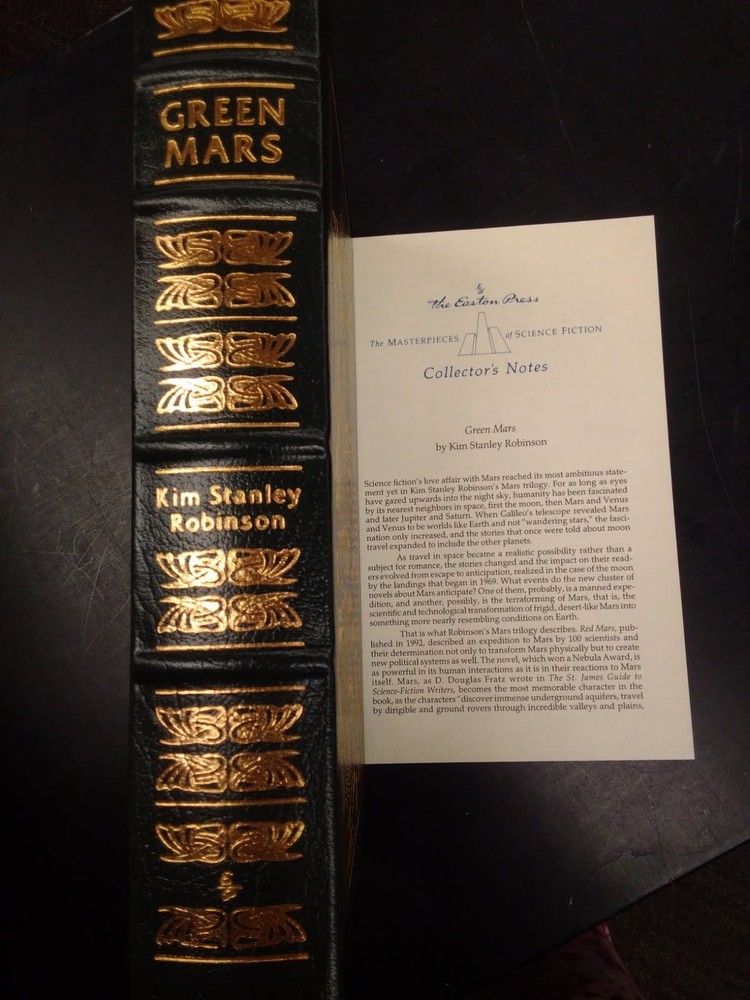 GREEN
MARS
Kim Stanley
Robinson
The Easton Press
The MASTERPIECES of SCIENCE FICTION
Collector's Notes
Green Mars
by Kim Stanley Robinson
Science fiction's love affair with Mars reached its most ambitious state-
ment yet in Kim Stanley Robinson's Mars trilogy. For as long as eyes
have gazed upwards into the night sky, humanity has been fascinated
by its nearest neighbors in space, first the moon, then Mars and Venus
and later Jupiter and Saturn. When Galileo's telescope revealed Mars
and Venus to be worlds like Earth and not "wandering stars," the fasci-
nation only increased, and the stories that once were told about moon
travel expanded to include the other planets.
As travel in space became a realistic possibility rather than a
subject for romance, the stories changed and the impact on their read-
ers evolved from escape to anticipation, realized in the case of the moon
by the landings that began in 1969. What events do the new cluster of
novels about Mars anticipate? One of them, probably, is a manned expe-
dition, and another, possibly, is the terraforming of Mars, that is, the
scientific and technological transformation of frigid, desert-like Mars into
something more nearly resembling conditions on Earth.
That is what Robinson's Mars trilogy describes. Red Mars, pub-
lished in 1992, described an expedition to Mars by 100 scientists and
their determination not only to transform Mars physically but to create
new political systems as well. The novel, which won a Nebula Award, is
as powerful in its human interactions as it is in their reactions to Mars
itself. Mars, as D. Douglas Fratz wrote in The St. James Guide to
Science-Fiction Writers, becomes the most memorable character in the
book, as the characters "discover immense underground aquifers, travel
by dirigible and ground rovers through incredible valleys and plains,